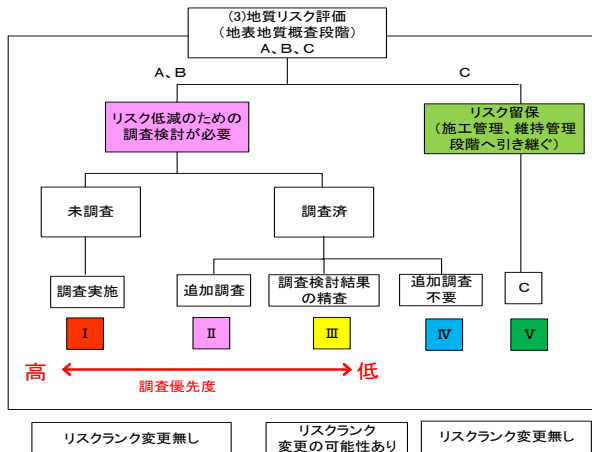 (3)地質リスク評価
(地表地質概査段階)
A、B、C
A、B
C
リスク低減のための
調査検討が必要
リスク留保
(施工管理、維持管理
段階へ引き継ぐ)
未調査
調査済
調査実施
追加調査
調査検討結果
の精査
追加調査
不要
C
Ⅰ
Ⅱ
Ⅲ
Ⅳ
Ⅴ
高
低
調査優先度
リスクランク変更無し
リスクランク
変更の可能性あり
リスクランク変更無し